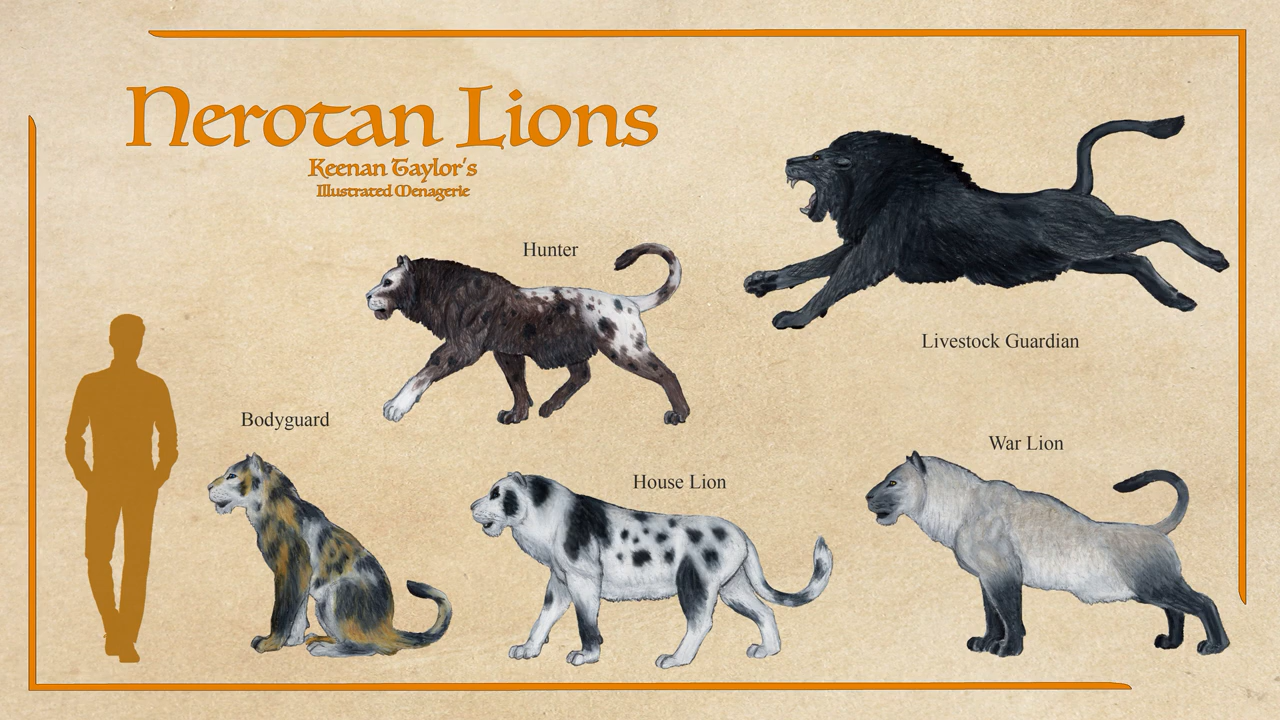 Nerotan Lions
Keenan Taylor's
Illustrated Menagerie
Hunter
Livestock Guardian
Bodyguard
War Lion
House Lion